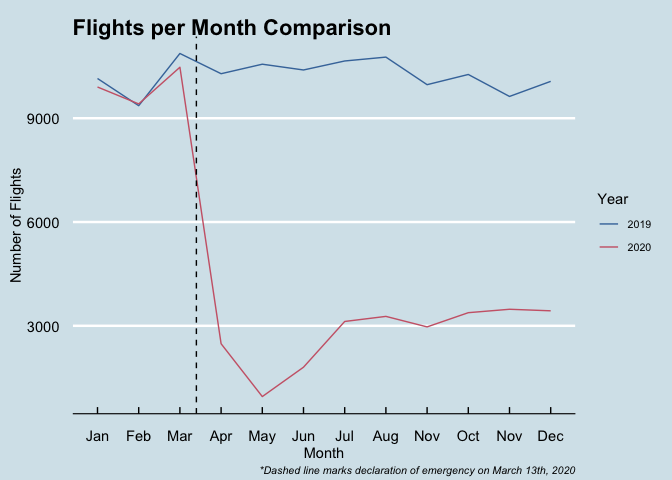 Flights per Month Comparison
Number of Flights
9000
6000
3000
Jan Feb Mar Apr May Jun Jul Aug Nov Oct Nov Dec
Month
*Dashed line marks declaration of emergency on March 13th, 2020
Year
2019
2020